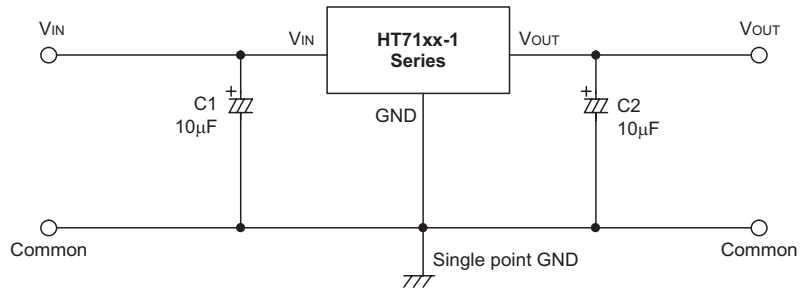 VIN
VIN
HT71xx-1
Series
VOUT
VOUT
+
C1
10μF
GND
+
C2
10μF
Common
Single point GND
Common